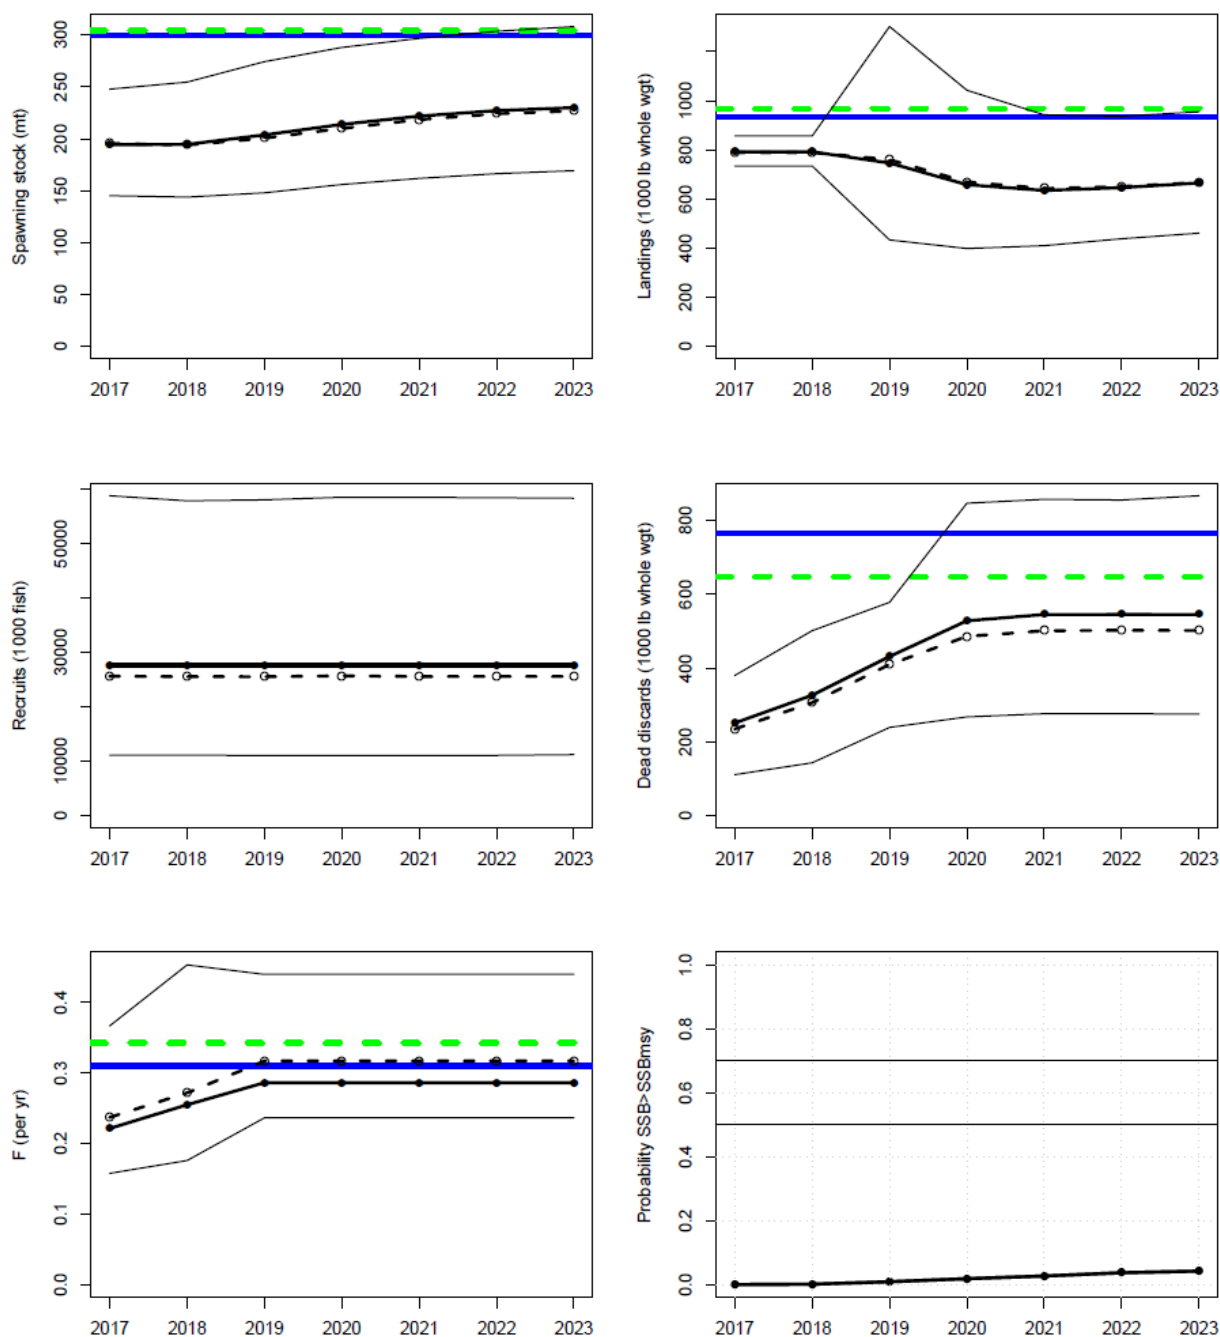 Spawning stock (mt)
300
250
200
150
100
50
0
2017 2018 2019 2020 2021 2022 2023
Landings (1000 lb whole wgt)
1000
800
600
400
200
0
2017 2018 2019 2020 2021 2022 2023
Recruits (1000 fish)
50000
30000
10000
0
2017 2018 2019 2020 2021 2022 2023
Dead discards (1000 lb whole wgt)
800
600
400
200
0
2017 2018 2019 2020 2021 2022 2023
F (per yr)
0.4
0.3
0.2
0.1
0.0
2017 2018 2019 2020 2021 2022 2023
Probability SSB>SSBmsy
1.0
0.8
0.6
0.4
0.2
0.0
2017 2018 2019 2020 2021 2022 2023